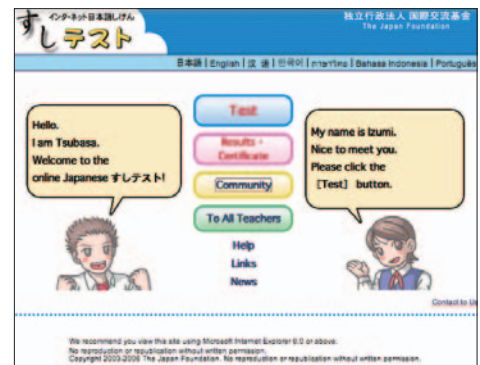 インターネット日本語しけん
すしテスト
独立行政法人 国際交流基金
The Japan Foundation
日本語 | English | 汉 语 | 한국어 | ภาษาไทย | Bahasa Indonesia | Português
Hello.
I am Tsubasa.
Welcome to the
online Japanese すしテスト!
Test
Results・
Certificate
Community
To All Teachers
Help
Links
News
My name is Izumi.
Nice to meet you.
Please click the
[Test] button.
Contact to Us
We recommend you view this site using Microsoft Internet Explorer 6.0 or above.
No reproduction or republication without written permission.
Copyright 2003-2006 The Japan Foundation. No reproduction or republication without written permission.